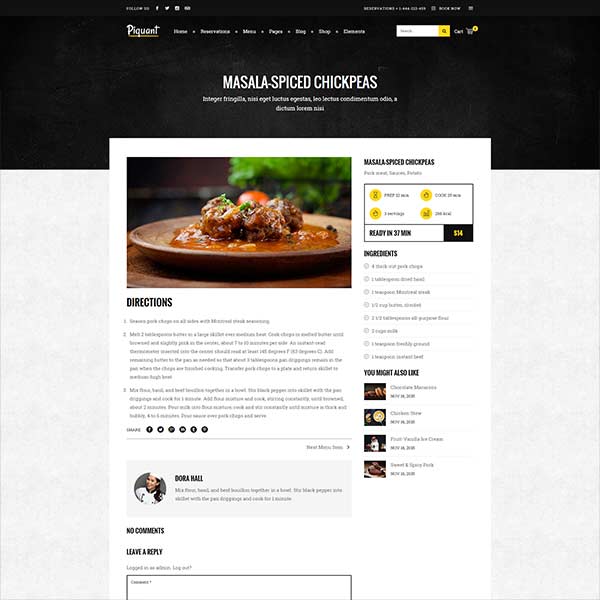 FOLLOW US
RESERVATIONS + 1-444-123-459
BOOK NOW
Piquant
Home
Reservations
Menu
Pages
Blog
Shop
Elements
Search...
Cart
MASALA-SPICED CHICKPEAS
Integer fringilla, nisi eget luctus egestas, leo lectus condimentum odio, a
dictum lorem nisi
DIRECTIONS
1. Season pork chops on all sides with Montreal steak seasoning.
2. Melt 2 tablespoons butter in a large skillet over medium heat. Cook chops in melted butter until
browned and slightly pink in the center, about 7 to 10 minutes per side. An instant-read
thermometer inserted into the center should read at least 145 degrees F (63 degrees C). Add
remaining butter to the pan as needed so that about 3 tablespoons pan drippings remain in the
pan when the chops are finished cooking. Transfer pork chops to a plate and return skillet to
medium-high heat
3. Mix flour, basil, and beef bouillon together in a bowl. Stir black pepper into skillet with the pan
drippings and cook for 1 minute. Add flour mixture and cook, stirring constantly, until browned,
about 2 minutes. Pour milk into flour mixture; cook and stir constantly until mixture is thick and
bubbly, 4 to 6 minutes. Pour sauce over pork chops and serve.
SHARE
Next Menu Item
DORA HALL
Mix flour, basil, and beef bouillon together in a bowl. Stir black pepper into
skillet with the pan drippings and cook for 1 minute
NO COMMENTS
LEAVE A REPLY
Logged in as admin. Log out?
Comment *
MASALA-SPICED CHICKPEAS
Pork meat, Sauces, Potato
PREP 12 min
COOK 25 min
3 servings
READY IN 37 MIN
$14
INGREDIENTS
4 thick-cut pork chops
1 tablespoon dried basil
1 teaspoon Montreal steak
1/2 cup butter, divided
2 1/2 tablespoons all-purpose flour
2 cups milk
1 teaspoon freshly ground
1 teaspoon instant beef
YOU MIGHT ALSO LIKE
Chocolate Macarons
NOV 16, 2015
Chicken Stew
NOV 16, 2015
Fruit-Vanilla Ice Cream
NOV 16, 2015
Sweet & Spicy Pork
NOV 16, 2015